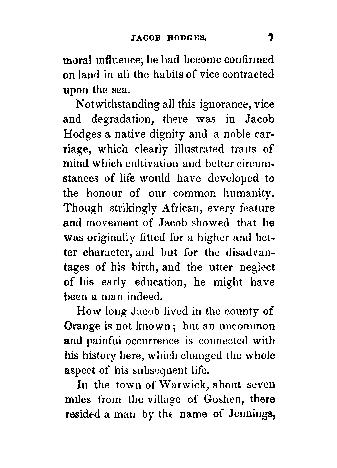 JACOB HODGES. 7
moral influence; he had become confirmed
on land in all the habits of vice contracted
upon the sea.
Notwithstanding all this ignorance, vice
and degradation, there was in Jacob
Hodges a native dignity and a noble car-
riage, which clearly illustrated traits of
mind which cultivation and better circum-
stances of life would have developed to
the honour of our common humanity.
Though strikingly African, every feature
and movement of Jacob showed that he
was originally fitted for a higher and bet-
ter character, and but for the disadvan-
tages of his birth, and the utter neglect
of his early education, he might have
been a man indeed.
How long Jacob lived in the county of
Orange is not known; but an uncommon
and painful occurrence is connected with
his history here, which changed the whole
aspect of his subsequent life.
In the town of Warwick, about seven
miles from the village of Goshen, there
resided a man by the name of Jennings,